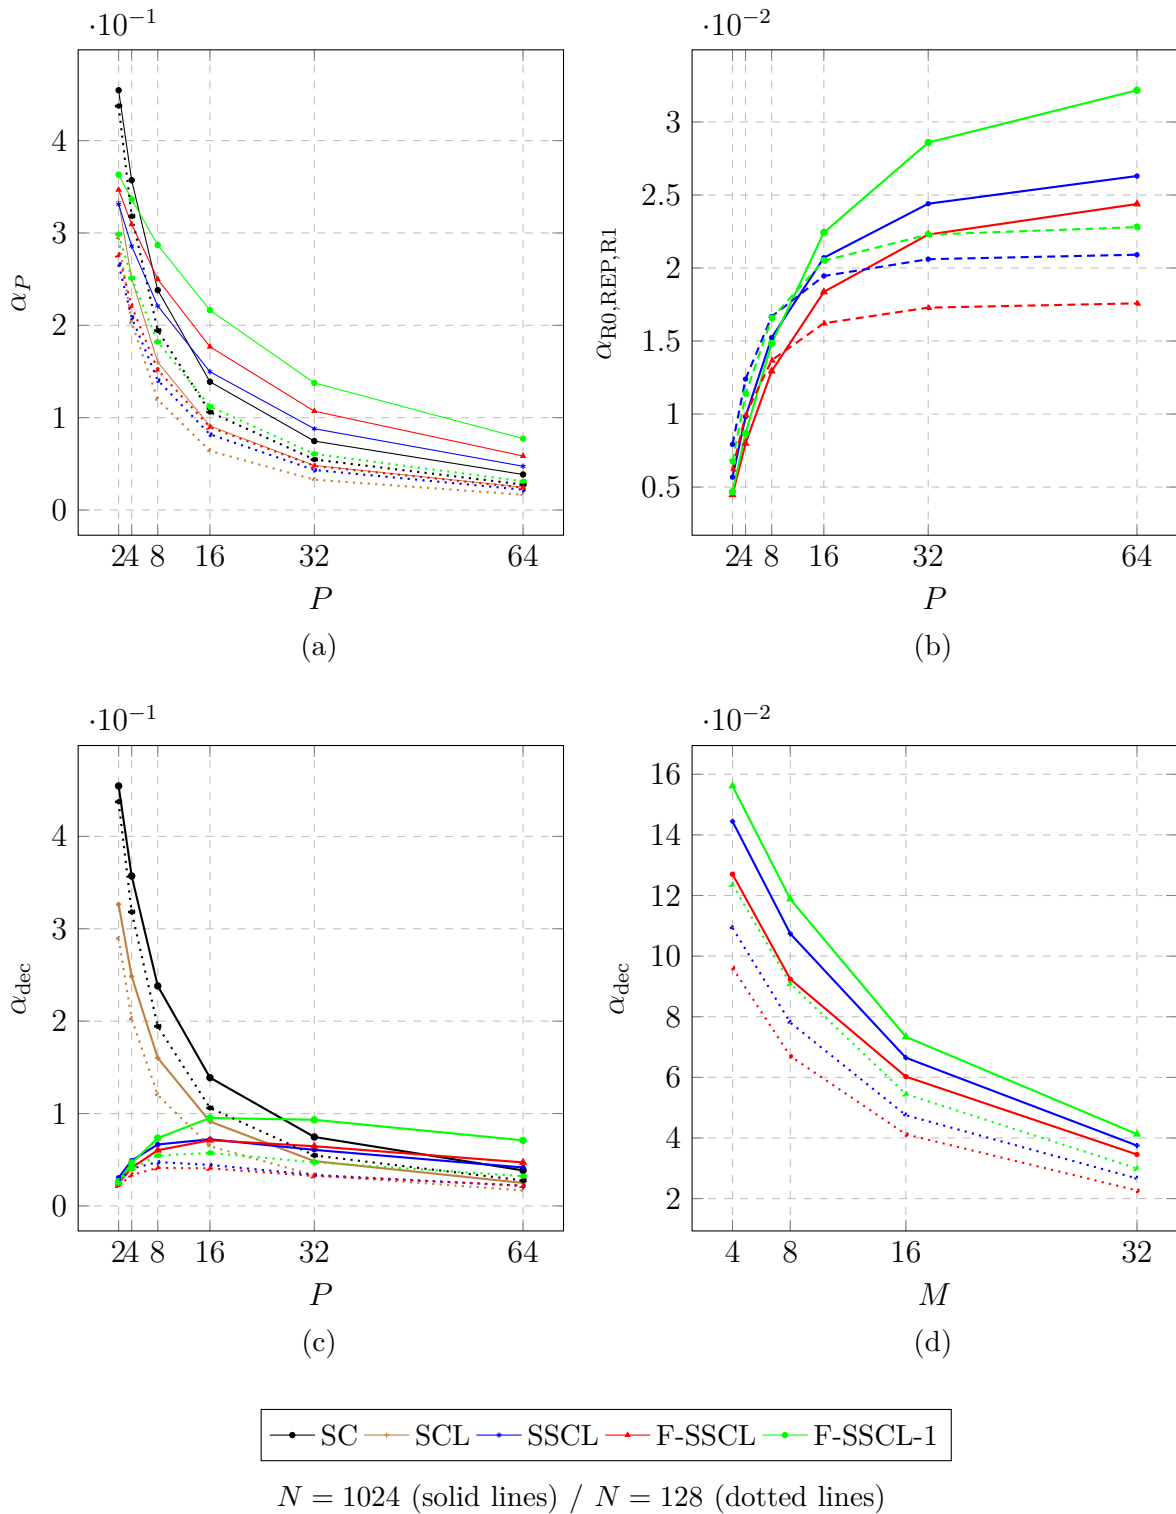 ·10⁻¹
4
3
2
1
0
α_P
2 4 8 16 32 64
P
(a)
·10⁻²
3
2.5
2
1.5
1
0.5
α_R0,REP,R1
2 4 8 16 32 64
P
(b)
·10⁻¹
4
3
2
1
0
α_dec
2 4 8 16 32 64
P
(c)
·10⁻²
16
14
12
10
8
6
4
2
α_dec
4 8 16 32
M
(d)
SC SCL SSCL F-SSCL F-SSCL-1
N = 1024 (solid lines) / N = 128 (dotted lines)